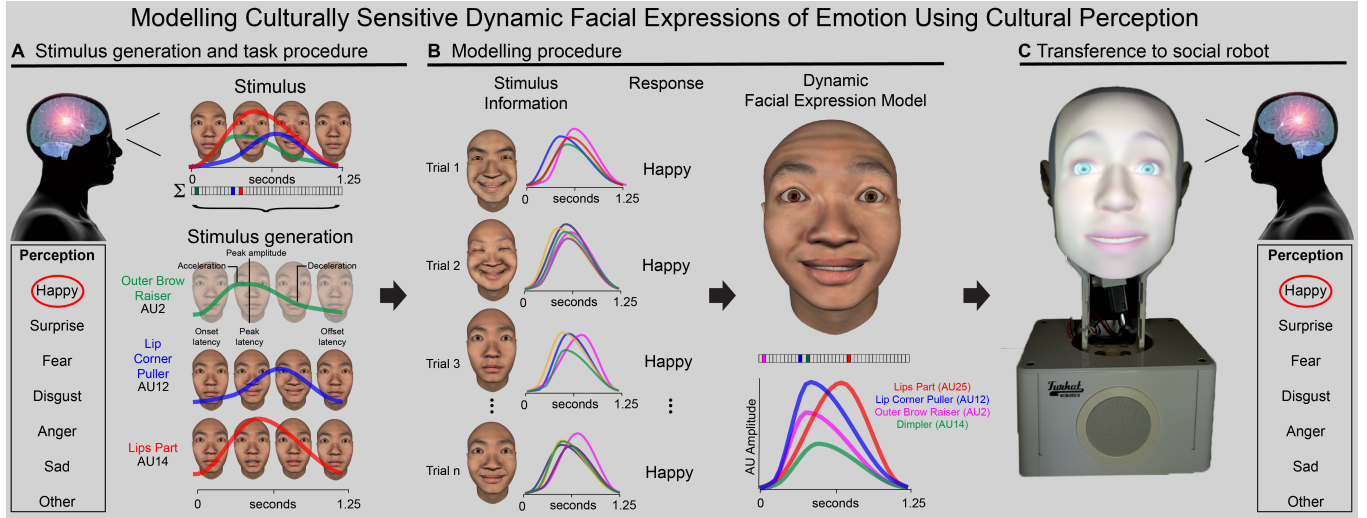 Modelling Culturally Sensitive Dynamic Facial Expressions of Emotion Using Cultural Perception
A Stimulus generation and task procedure
Stimulus
0 seconds 1.25
Σ
Stimulus generation
Peak amplitude
Acceleration
Deceleration
Outer Brow
Raiser
AU2
Onset
latency
Peak
latency
Offset
latency
Lip
Corner
Puller
AU12
Lips Part
AU14
0 seconds 1.25
Perception
Happy
Surprise
Fear
Disgust
Anger
Sad
Other
B Modelling procedure
Stimulus
Information
Response
Trial 1
0 seconds 1.25
Happy
Trial 2
0 seconds 1.25
Happy
Trial 3
0 seconds 1.25
Happy
Trial n
0 seconds 1.25
Happy
Dynamic
Facial Expression Model
Lips Part (AU25)
Lip Corner Puller (AU12)
Outer Brow Raiser (AU2)
Dimpler (AU14)
AU Amplitude
0 seconds 1.25
C Transference to social robot
Furhat
ROBOTICS
Perception
Happy
Surprise
Fear
Disgust
Anger
Sad
Other